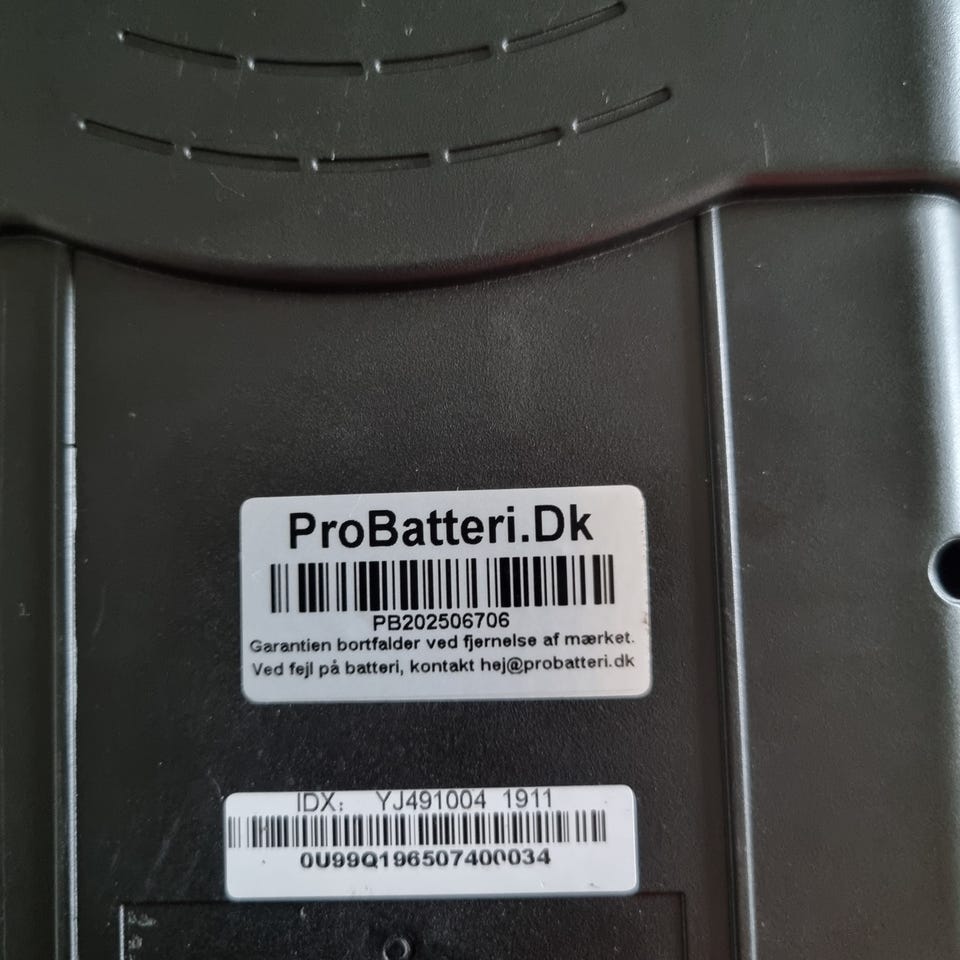 ProBatteri.Dk
PB202506706
Garantien bortfalder ved fjernelse af mærket.
Ved fejl på batteri, kontakt hej@probatteri.dk
IDX: YJ491004 1911
0U99Q196507400034